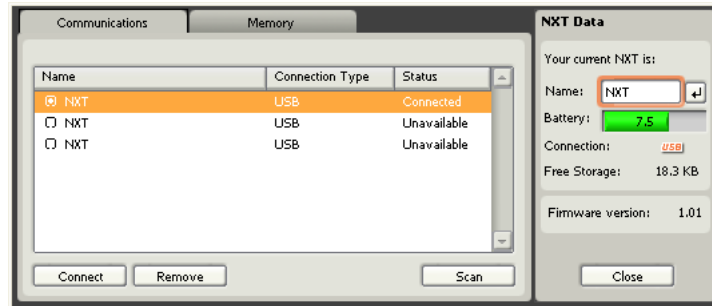 Communications
Memory
Name Connection Type Status
NXT USB Connected
NXT USB Unavailable
NXT USB Unavailable
Connect Remove Scan
NXT Data
Your current NXT is:
Name: NXT
Battery: 7.5
Connection: USB
Free Storage: 18.3 KB
Firmware version: 1.01
Close